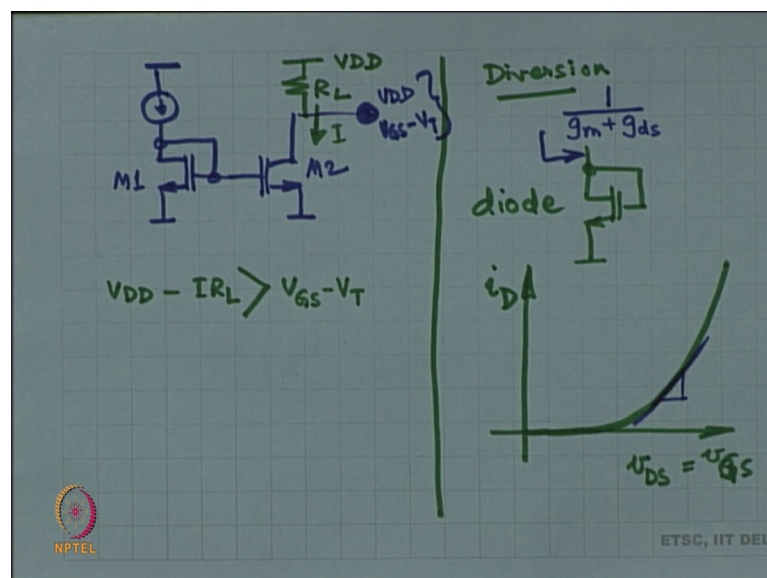 VDD
RL
I
VDD
VGS-VT
M1
M2
VDD - IRL > VGS-VT
Diversion
1
gm + gds
diode
iD
vDS = vGS
NPTEL
ETSC, IIT DEL